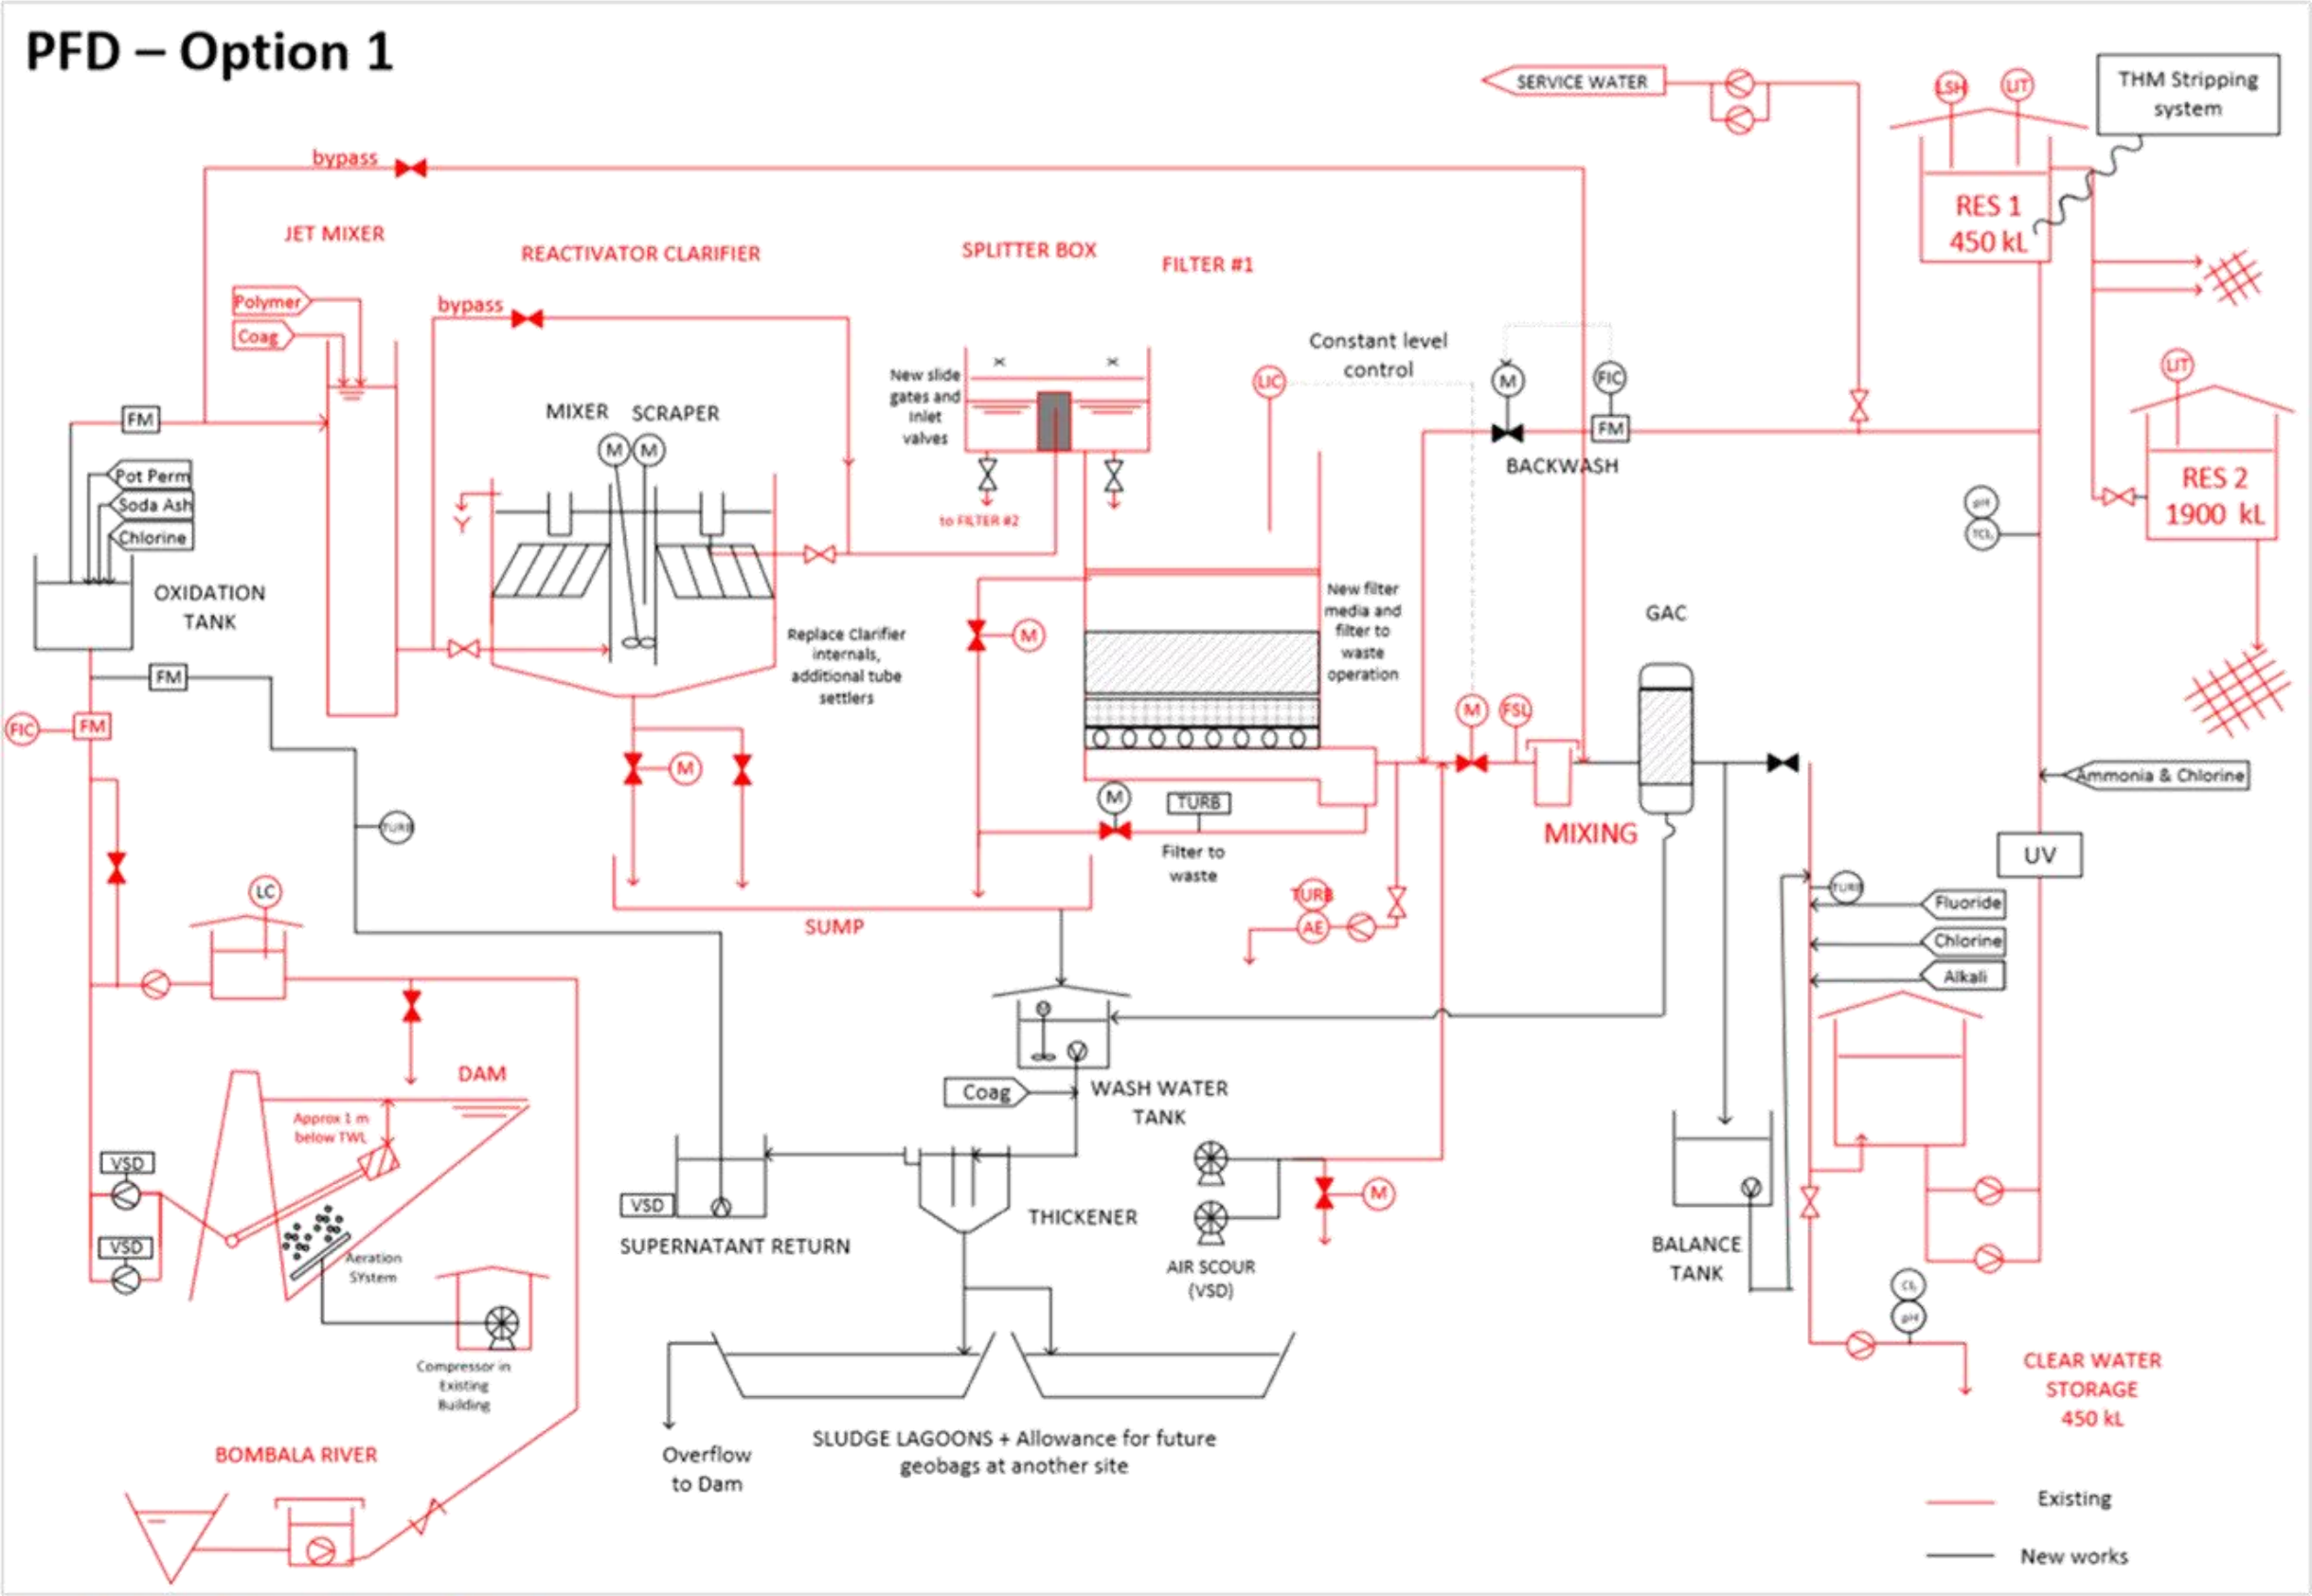 PFD – Option 1
SERVICE WATER
LSH
LIT
THM Stripping
system
bypass
RES 1
450 kL
JET MIXER
REACTIVATOR CLARIFIER
SPLITTER BOX
FILTER #1
Polymer
Coag
bypass
Constant level
control
LIC
M
FIC
FM
BACKWASH
LIT
RES 2
1900 kL
New slide
gates and
Inlet
valves
to FILTER #2
MIXER
SCRAPER
M
M
FM
Pot Perm
Soda Ash
Chlorine
OXIDATION
TANK
pH
TCL
New filter
media and
filter to
waste
operation
GAC
Replace Clarifier
internals,
additional tube
settlers
M
FM
FIC
FM
M
M
FSL
M
TURB
MIXING
Ammonia & Chlorine
TURB
Filter to
waste
UV
LC
TURB
AE
TURB
Fluoride
Chlorine
Alkali
SUMP
M
Coag
WASH WATER
TANK
DAM
Approx 1 m
below TWL
VSD
VSD
Aeration
SYstem
Compressor in
Existing
Building
VSD
SUPERNATANT RETURN
THICKENER
AIR SCOUR
(VSD)
M
BALANCE
TANK
CL
pH
CLEAR WATER
STORAGE
450 kL
Overflow
to Dam
SLUDGE LAGOONS + Allowance for future
geobags at another site
BOMBALA RIVER
Existing
New works